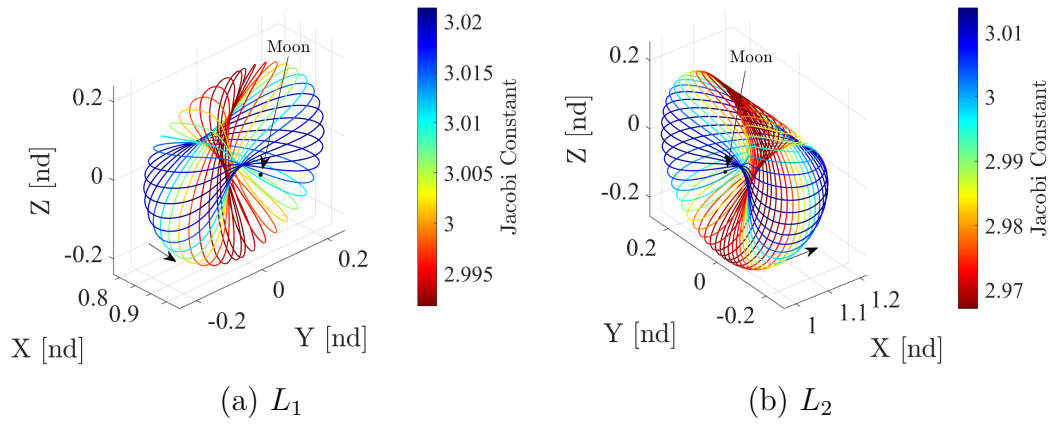 Moon
0.2
0
-0.2
Z [nd]
0.8
0.9
X [nd]
-0.2
0
0.2
Y [nd]
3.02
3.015
3.01
3.005
3
2.995
Jacobi Constant
(a) L₁
Moon
0.2
0
-0.2
Z [nd]
0.2
0
-0.2
Y [nd]
1
1.1
1.2
X [nd]
3.01
3
2.99
2.98
2.97
Jacobi Constant
(b) L₂